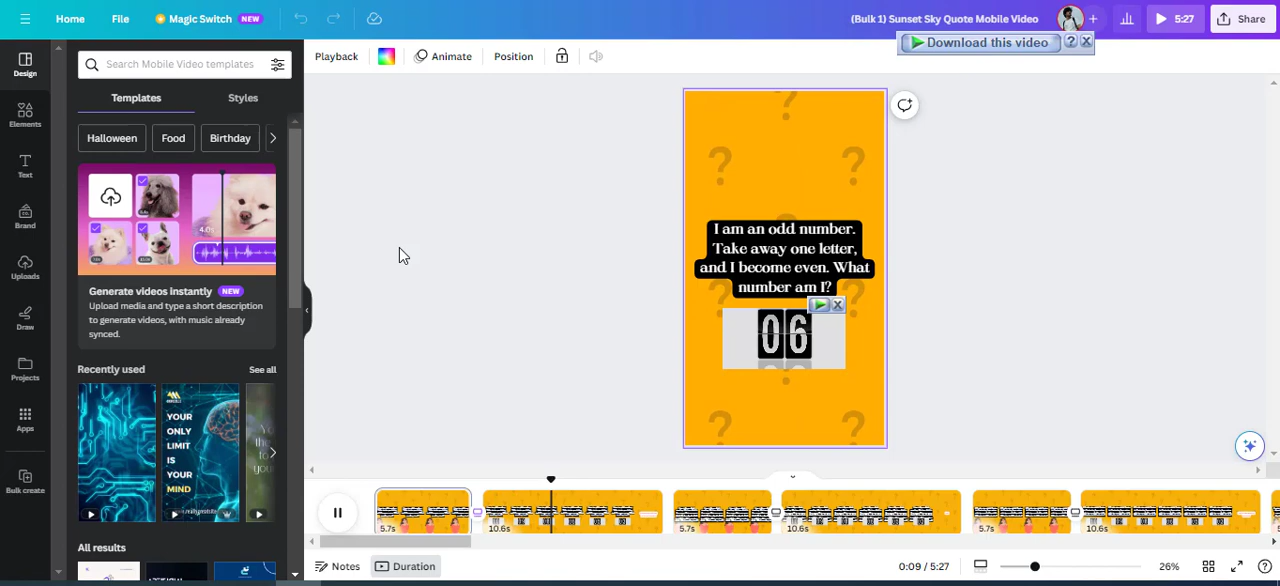 Home
File
Magic Switch NEW
(Bulk 1) Sunset Sky Quote Mobile Video
5:27
Share
Download this video
Playback
Animate
Position
Design
Elements
Text
Brand
Uploads
Draw
Projects
Apps
Bulk create
Search Mobile Video templates
Templates
Styles
Halloween
Food
Birthday
4.0s
Generate videos instantly NEW
Upload media and type a short description
to generate videos, with music already
synced.
Recently used
See all
YOUR
ONLY
LIMIT
IS
YOUR
MIND
All results
I am an odd number.
Take away one letter,
and I become even. What
number am I?
06
5.7s
10.6s
5.7s
10.6s
5.7s
10.6s
Notes
Duration
0:09 / 5:27
26%